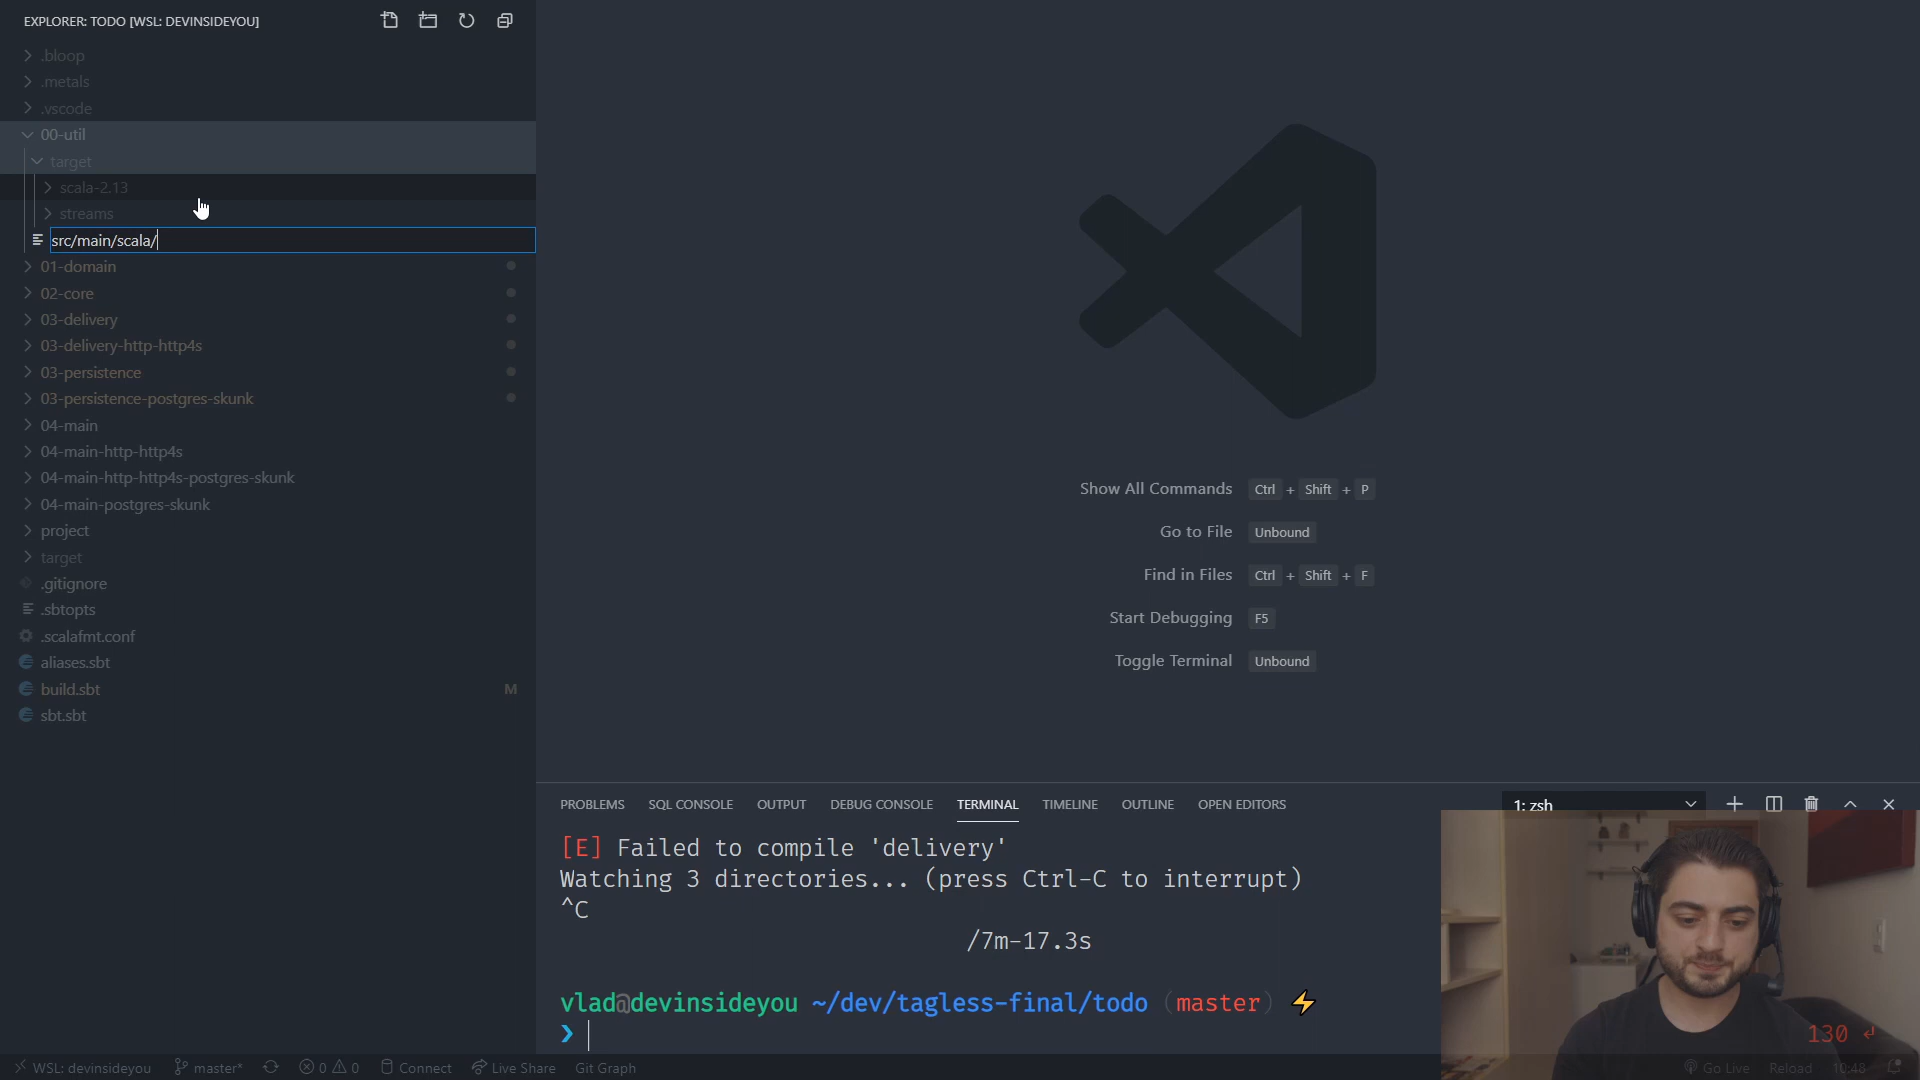 EXPLORER: TODO [WSL: DEVINSIDEYOU]
.bloop
.metals
.vscode
00-util
target
scala-2.13
streams
src/main/scala/
01-domain
02-core
03-delivery
03-delivery-http-http4s
03-persistence
03-persistence-postgres-skunk
04-main
04-main-http-http4s
04-main-http-http4s-postgres-skunk
04-main-postgres-skunk
project
target
.gitignore
.sbtopts
.scalafmt.conf
aliases.sbt
build.sbt M
sbt.sbt
Show All Commands Ctrl + Shift + P
Go to File Unbound
Find in Files Ctrl + Shift + F
Start Debugging F5
Toggle Terminal Unbound
PROBLEMS SQL CONSOLE OUTPUT DEBUG CONSOLE TERMINAL TIMELINE OUTLINE OPEN EDITORS 1: zsh
[E] Failed to compile 'delivery'
Watching 3 directories... (press Ctrl-C to interrupt)
^C
/7m-17.3s
vlad@devinsideyou ~/dev/tagless-final/todo (master) ⚡
❯
130 ↵
WSL: devinsideyou master* 0 0 Connect Live Share Git Graph Go Live Reload 10:48